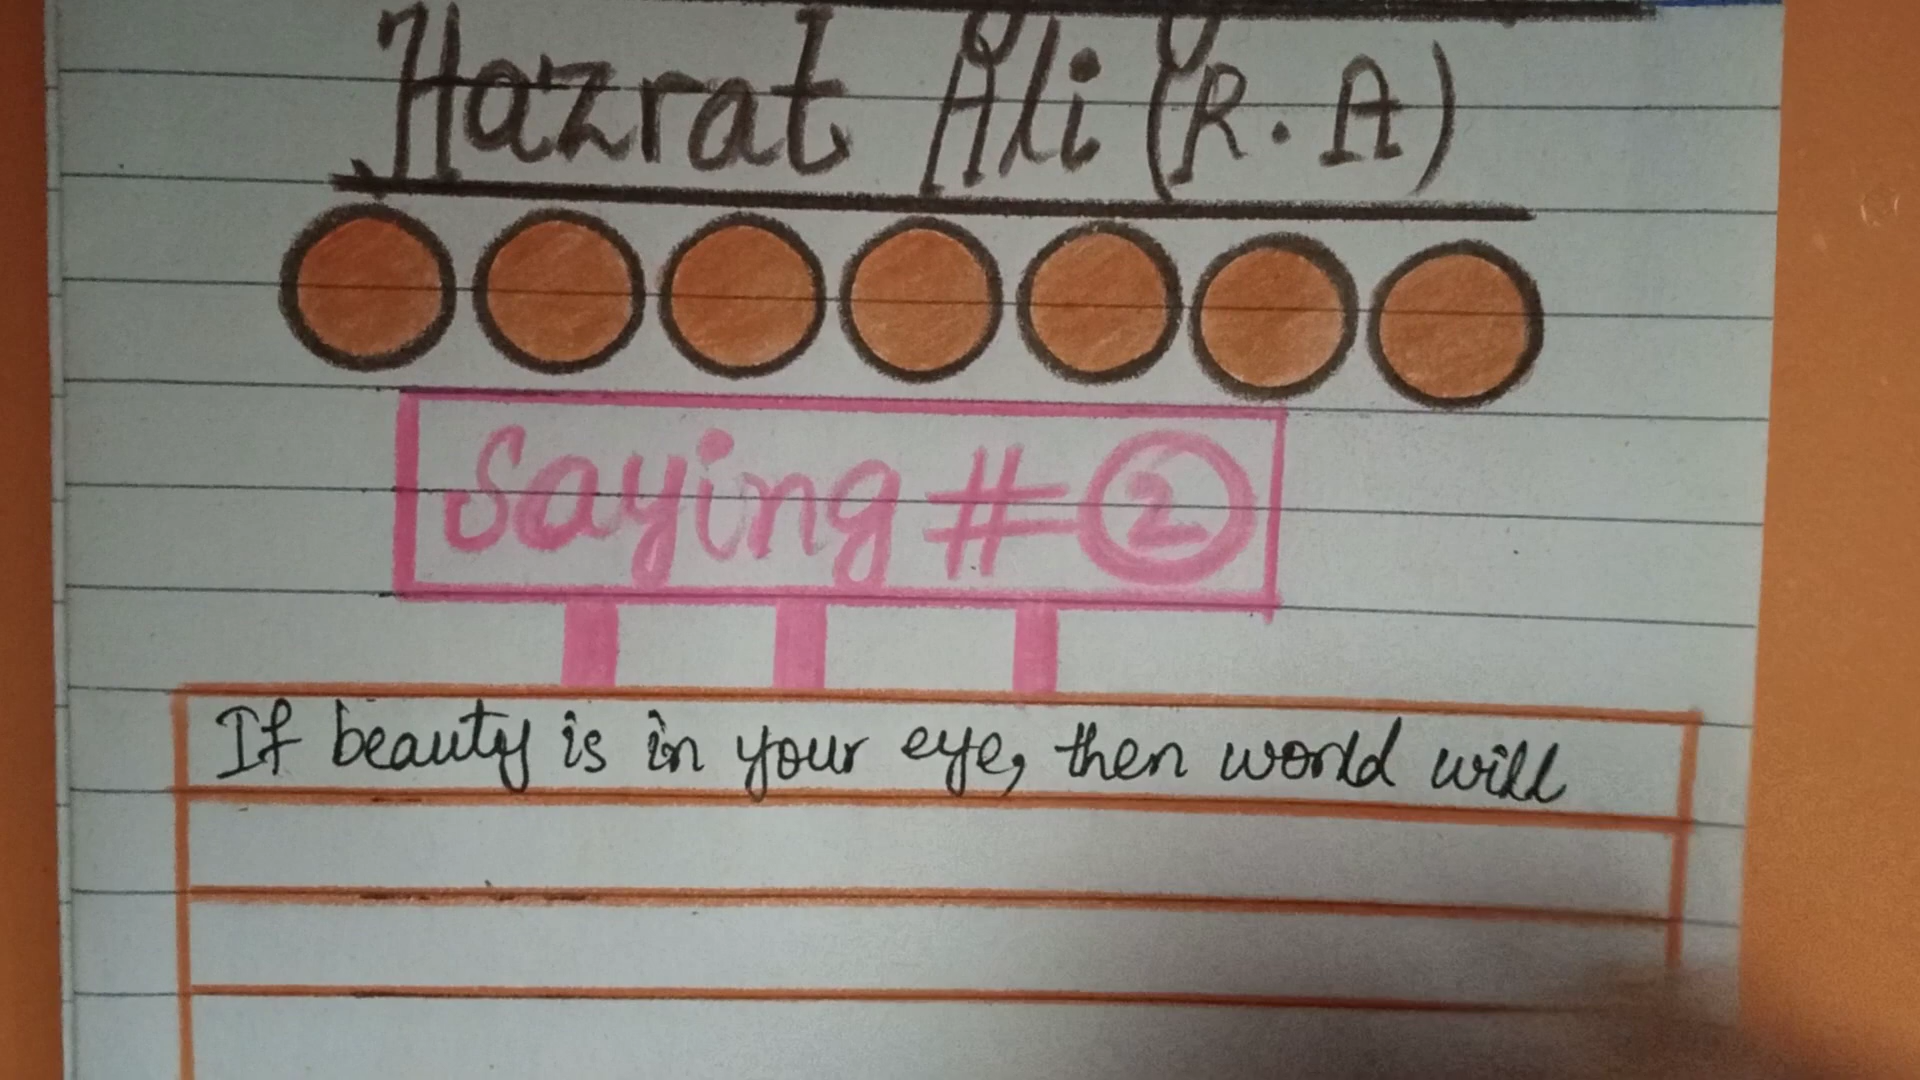 Hazrat Ali (R.A)
Saying # 2
If beauty is in your eye, then world will